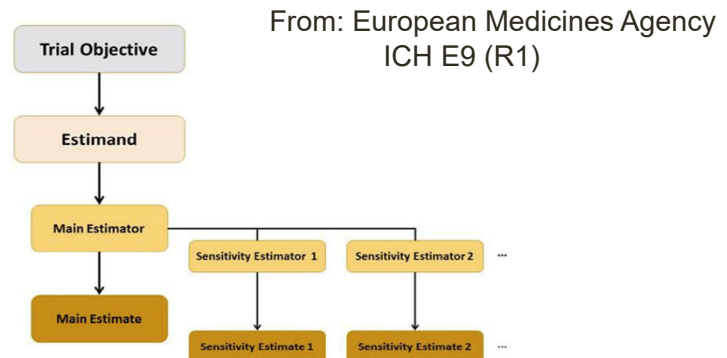 From: European Medicines Agency
ICH E9 (R1)
Trial Objective
Estimand
Main Estimator
Sensitivity Estimator 1
Sensitivity Estimator 2
...
Main Estimate
Sensitivity Estimate 1
Sensitivity Estimate 2
...